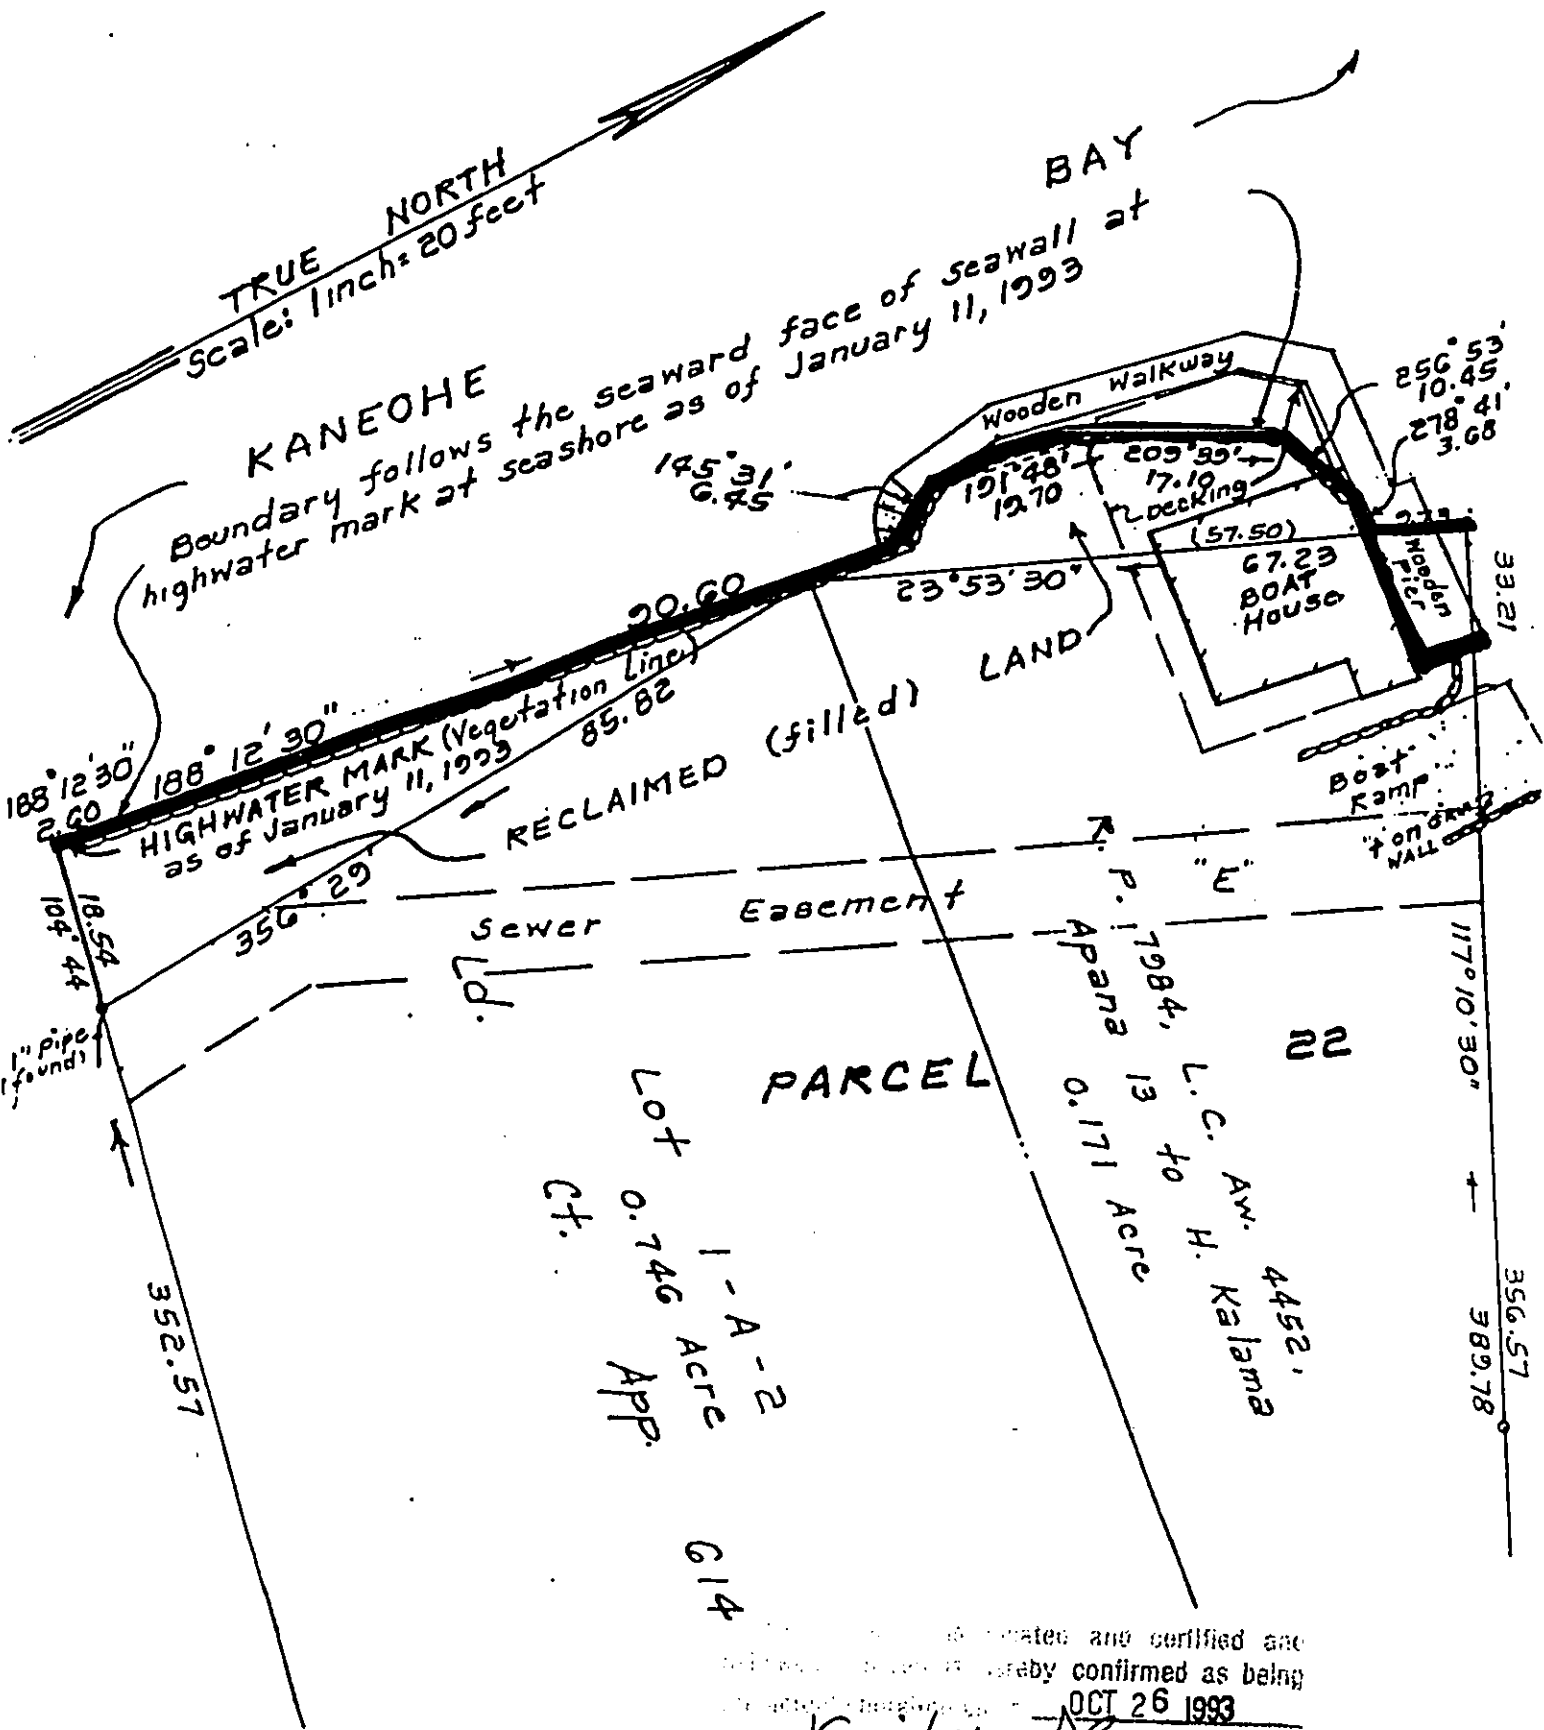 TRUE NORTH
Scale: 1 inch = 20 feet
BAY
KANEOHE
Boundary follows the seaward face of seawall at
highwater mark at seashore as of January 11, 1993
Wooden Walkway
256° 53'
10.45
278° 41'
3.68
145° 31'
6.45
191° 48'
19.70
209° 39'
17.10
Decking
(57.50)
67.23
BOAT
House
Wooden
Pier
33.21
23° 53' 30"
90.60
LAND
188° 12' 30"
2.60
188° 12' 30"
HIGHWATER MARK (Vegetation Line)
as of January 11, 1993
85.82
RECLAIMED (filled)
356° 29'
18.54
104° 44'
1" pipe
(found)
Boat
Ramp
"+" on
WALL
Sewer Easement "E"
Ld.
R. P. 7984, L. C. Aw. 4452,
Apana 13 to H. Kalama
0.171 Acre
117° 10' 30"
PARCEL 22
Lot 1-A-2
0.746 Acre
Ct. App. 614
352.57
356.57
389.78
and certified and
confirmed as being
OCT 26 1993